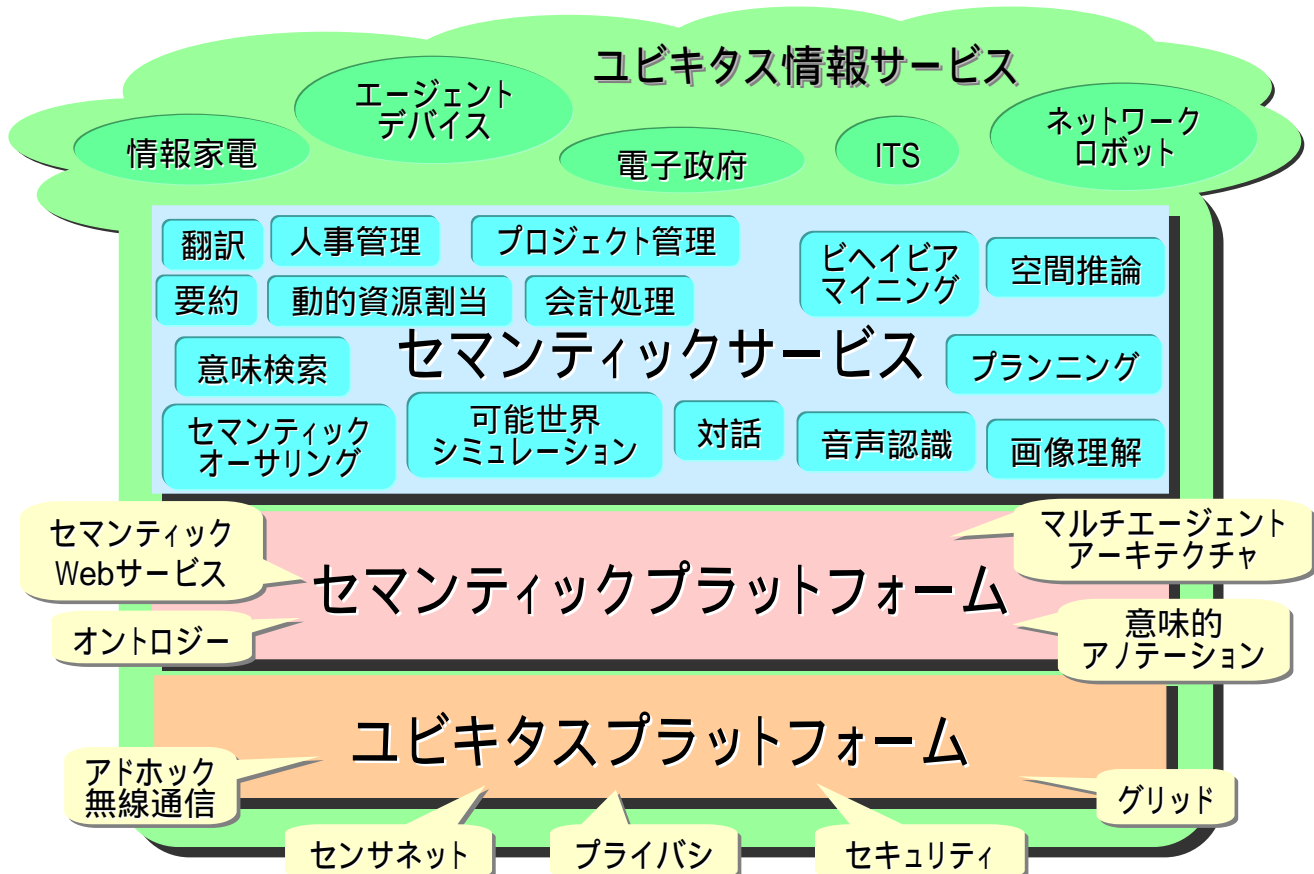 ユビキタス情報サービス
エージェント
デバイス
ネットワーク
ロボット
情報家電
電子政府
ITS
翻訳
人事管理
プロジェクト管理
ビヘイビア
マイニング
空間推論
要約
動的資源割当
会計処理
セマンティックサービス
意味検索
プランニング
セマンティック
オーサリング
可能世界
シミュレーション
対話
音声認識
画像理解
セマンティック
Webサービス
マルチエージェント
アーキテクチャ
セマンティックプラットフォーム
オントロジー
意味的
アノテーション
ユビキタスプラットフォーム
アドホック
無線通信
グリッド
センサネット
プライバシ
セキュリティ